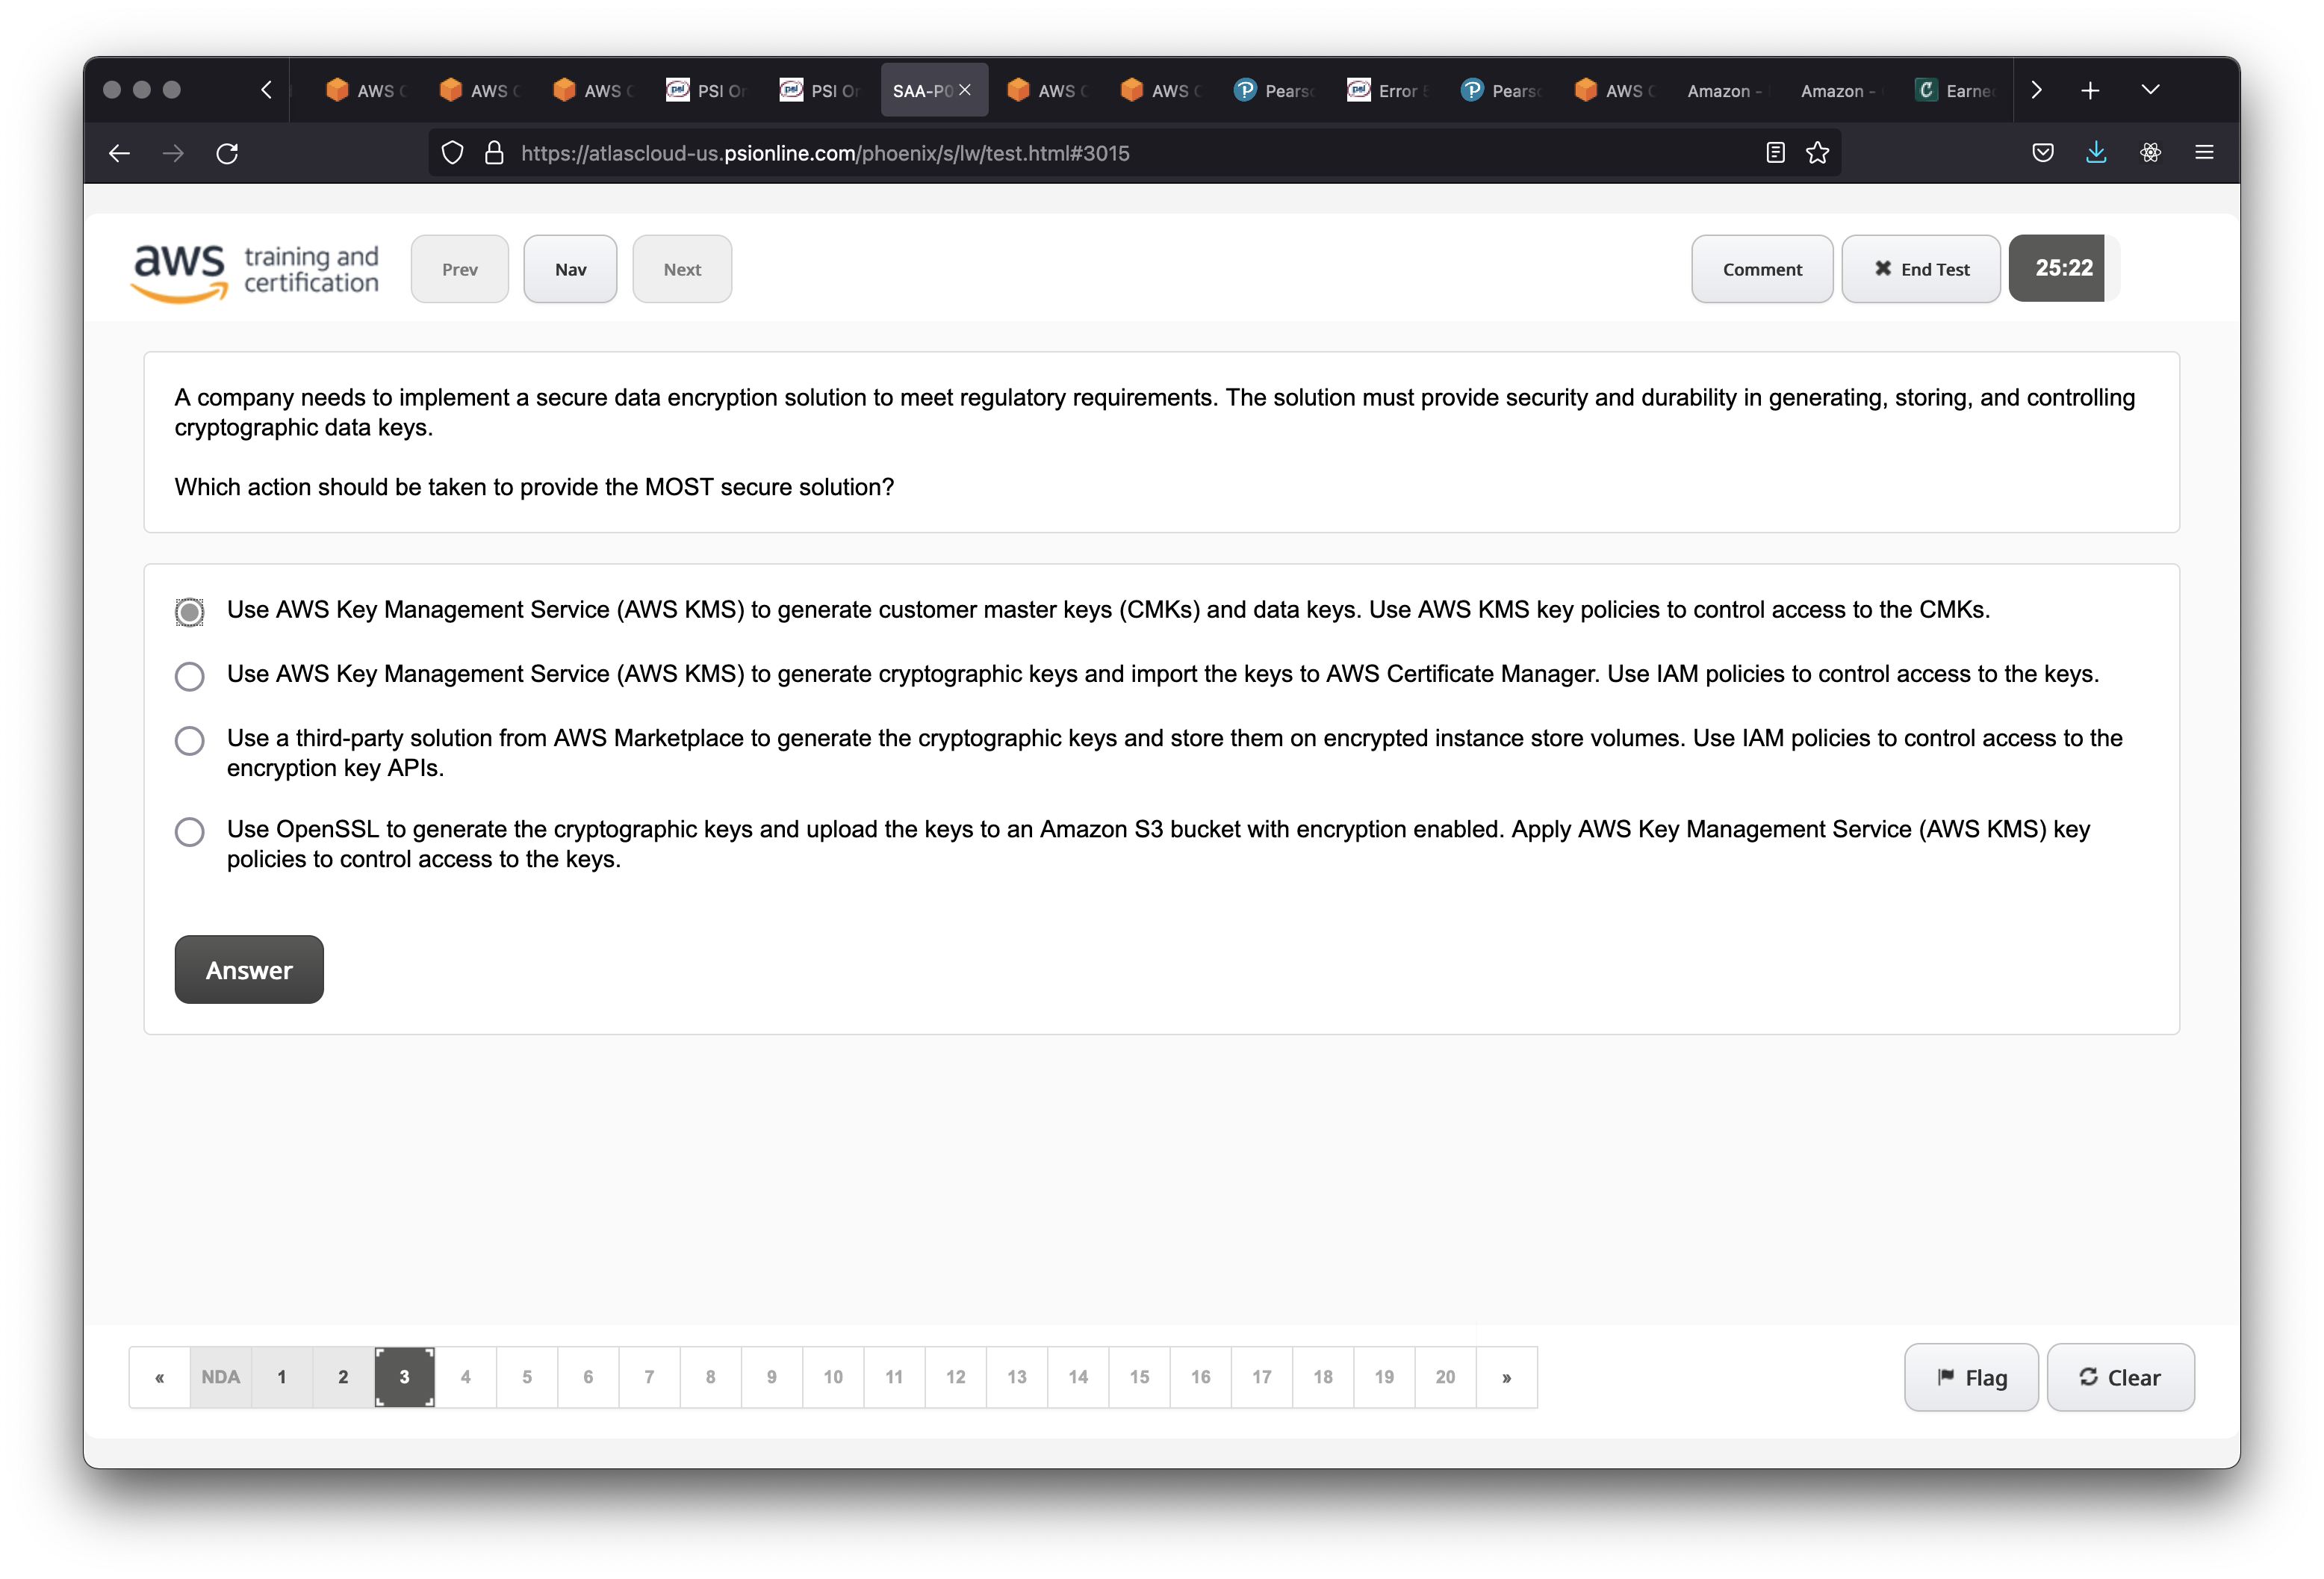 AWS
AWS
AWS
PSI
PSI
SAA-P0
AWS
AWS
Pears
Error
Pears
AWS
Amazon -
Amazon -
Earne
https://atlascloud-us.psionline.com/phoenix/s/lw/test.html#3015
aws training and
certification
Prev
Nav
Next
Comment
End Test
25:22
A company needs to implement a secure data encryption solution to meet regulatory requirements. The solution must provide security and durability in generating, storing, and controlling
cryptographic data keys.
Which action should be taken to provide the MOST secure solution?
Use AWS Key Management Service (AWS KMS) to generate customer master keys (CMKs) and data keys. Use AWS KMS key policies to control access to the CMKs.
Use AWS Key Management Service (AWS KMS) to generate cryptographic keys and import the keys to AWS Certificate Manager. Use IAM policies to control access to the keys.
Use a third-party solution from AWS Marketplace to generate the cryptographic keys and store them on encrypted instance store volumes. Use IAM policies to control access to the
encryption key APIs.
Use OpenSSL to generate the cryptographic keys and upload the keys to an Amazon S3 bucket with encryption enabled. Apply AWS Key Management Service (AWS KMS) key
policies to control access to the keys.
Answer
« NDA 1 2 3 4 5 6 7 8 9 10 11 12 13 14 15 16 17 18 19 20 »
Flag
Clear